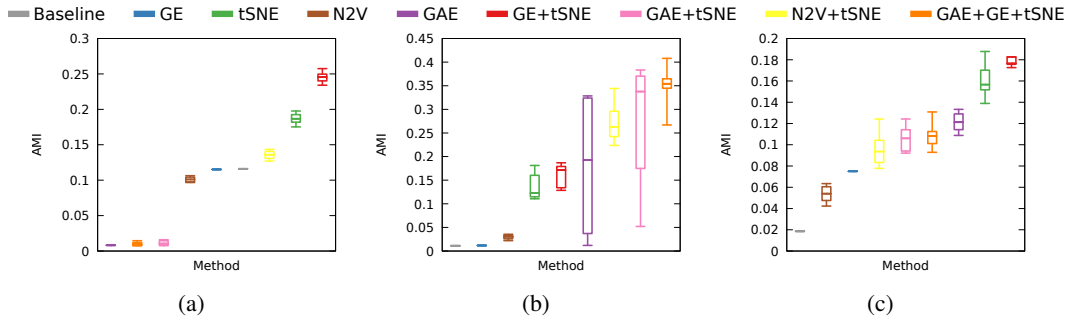 Baseline GE tSNE N2V GAE GE+tSNE GAE+tSNE N2V+tSNE GAE+GE+tSNE
0.3
0.25
0.2
0.15
0.1
0.05
0
AMI
Method
(a)
0.45
0.4
0.35
0.3
0.25
0.2
0.15
0.1
0.05
0
AMI
Method
(b)
0.2
0.18
0.16
0.14
0.12
0.1
0.08
0.06
0.04
0.02
0
AMI
Method
(c)